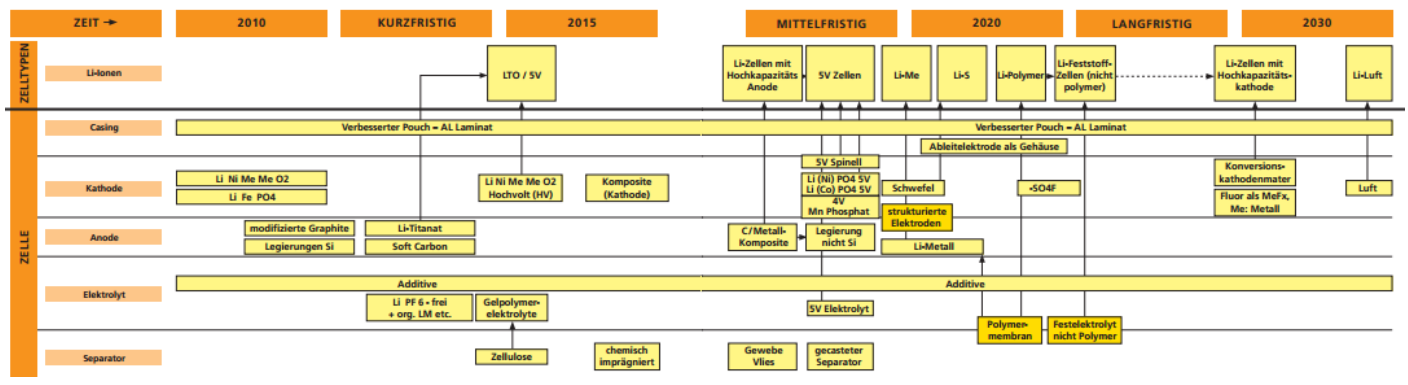 ZEIT → 2010 KURZFRISTIG 2015 MITTELFRISTIG 2020 LANGFRISTIG 2030
ZELLTYPEN
Li-Ionen
LTO / 5V
Li-Zellen mit
Hochkapazitäts
Anode
5V Zellen
Li-Me
Li-S
Li-Polymer
Li-Feststoff-
Zellen (nicht
polymer)
Li-Zellen mit
Hochkapazitäts-
kathode
Li-Luft
ZELLE
Casing
Verbesserter Pouch – AL Laminat
Verbesserter Pouch – AL Laminat
Ableitelektrode als Gehäuse
Kathode
Li Ni Me Me O2
Li Fe PO4
Li Ni Me Me O2
Hochvolt (HV)
Komposite
(Kathode)
5V Spinell
Li (Ni) PO4 5V
Li (Co) PO4 5V
4V
Mn Phosphat
Schwefel
-SO4F
Konversions-
kathodenmater
Fluor als MeFx,
Me: Metall
Luft
strukturierte
Elektroden
Anode
modifizierte Graphite
Legierungen Si
Li-Titanat
Soft Carbon
C/Metall-
Komposite
Legierung
nicht Si
Li-Metall
Elektrolyt
Additive
Additive
Li PF 6 - frei
+ org. LM etc.
Gelpolymer-
elektrolyte
5V Elektrolyt
Polymer-
membran
Festelektrolyt
nicht Polymer
Separator
Zellulose
chemisch
imprägniert
Gewebe
Vlies
gecasteter
Separator